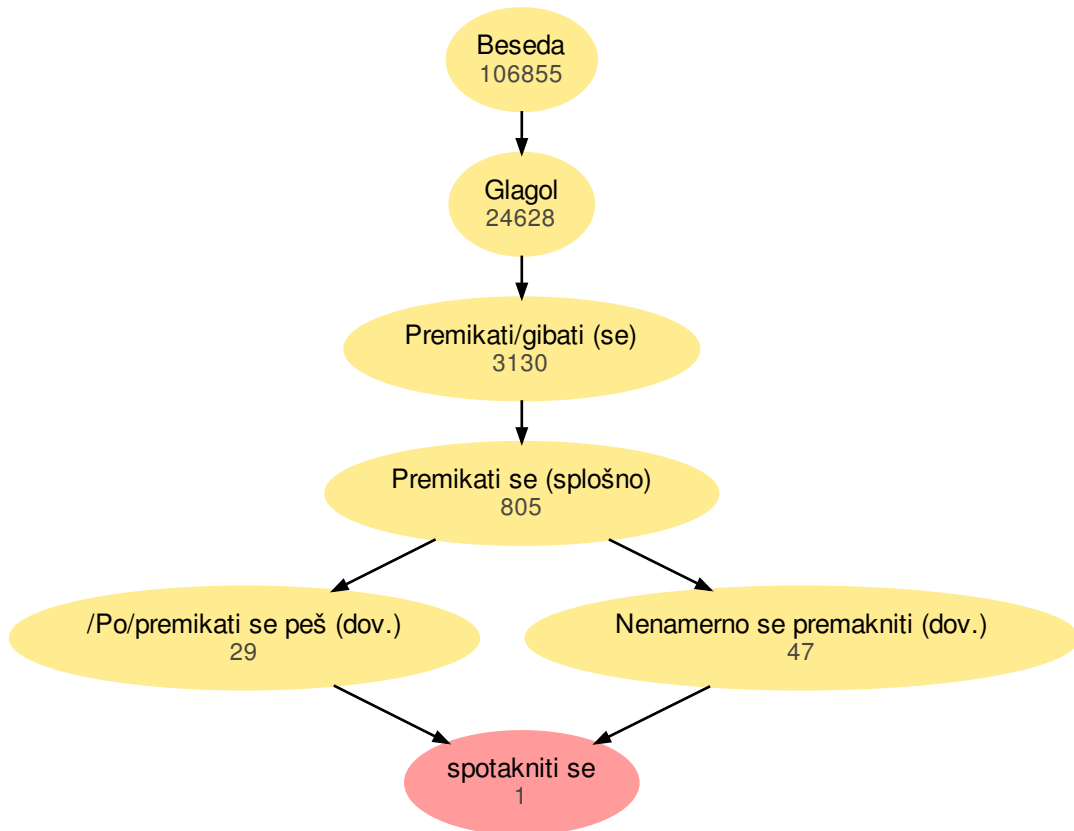 Beseda
106855
Glagol
24628
Premikati/gibati (se)
3130
Premikati se (splošno)
805
/Po/premikati se peš (dov.)
29
Nenamerno se premakniti (dov.)
47
spotakniti se
1